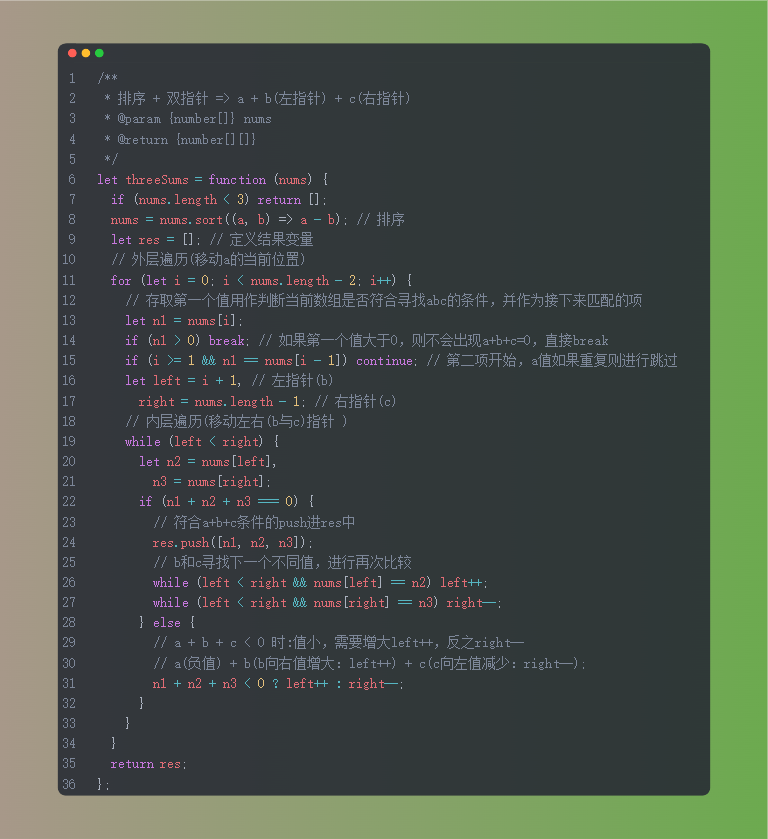 1 /**
2  * 排序 + 双指针 => a + b(左指针) + c(右指针)
3  * @param {number[]} nums
4  * @return {number[][]}
5  */
6 let threeSums = function (nums) {
7   if (nums.length < 3) return [];
8   nums = nums.sort((a, b) => a - b); // 排序
9   let res = []; // 定义结果变量
10   // 外层遍历(移动a的当前位置)
11   for (let i = 0; i < nums.length - 2; i++) {
12     // 存取第一个值用作判断当前数组是否符合寻找abc的条件，并作为接下来匹配的项
13     let n1 = nums[i];
14     if (n1 > 0) break; // 如果第一个值大于0，则不会出现a+b+c=0，直接break
15     if (i >= 1 && n1 == nums[i - 1]) continue; // 第二项开始，a值如果重复则进行跳过
16     let left = i + 1, // 左指针(b)
17       right = nums.length - 1; // 右指针(c)
18     // 内层遍历(移动左右(b与c)指针 )
19     while (left < right) {
20       let n2 = nums[left],
21         n3 = nums[right];
22       if (n1 + n2 + n3 === 0) {
23         // 符合a+b+c条件的push进res中
24         res.push([n1, n2, n3]);
25         // b和c寻找下一个不同值，进行再次比较
26         while (left < right && nums[left] == n2) left++;
27         while (left < right && nums[right] == n3) right--;
28       } else {
29         // a + b + c < 0 时:值小，需要增大left++，反之right--
30         // a(负值) + b(b向右值增大: left++) + c(c向左值减少: right--);
31         n1 + n2 + n3 < 0 ? left++ : right--;
32       }
33     }
34   }
35   return res;
36 };